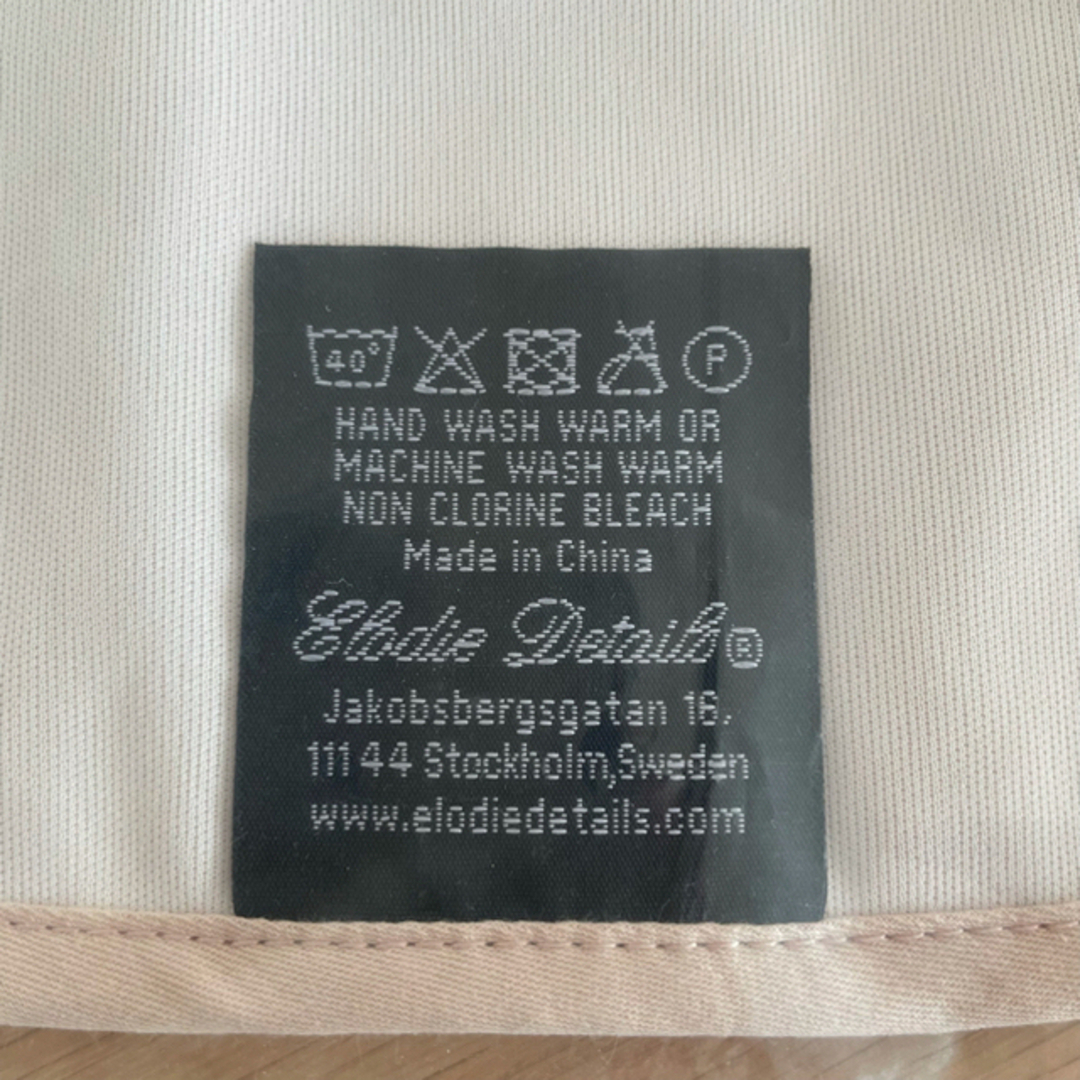 40°
P
HAND WASH WARM OR
MACHINE WASH WARM
NON CLORINE BLEACH
Made in China
Elodie Details®
Jakobsbergsgatan 16,
111 44 Stockholm,Sweden
www.elodiedetails.com